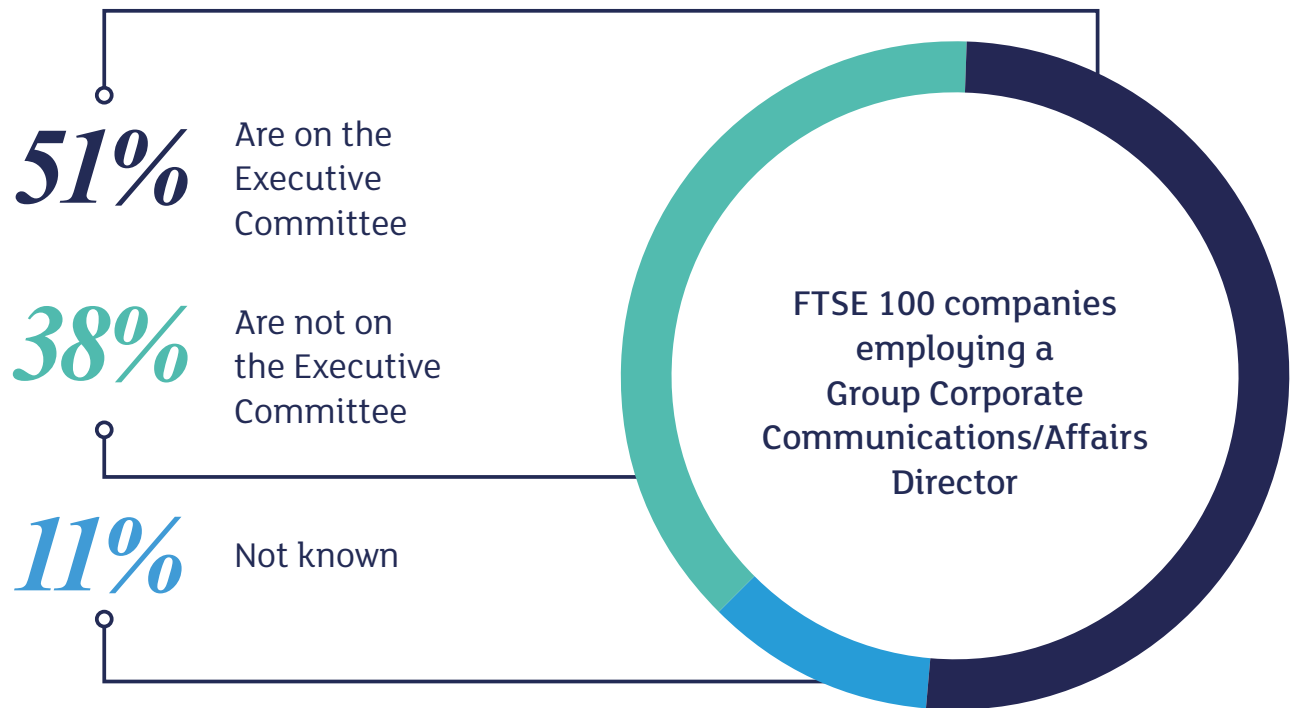 51%
Are on the
Executive
Committee
38%
Are not on
the Executive
Committee
11%
Not known
FTSE 100 companies
employing a
Group Corporate
Communications/Affairs
Director